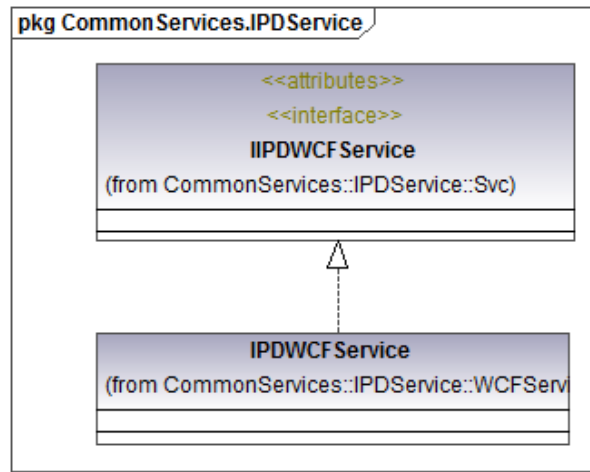 pkg CommonServices.IPDService
<<attributes>>
<<interface>>
IIPDWCFService
(from CommonServices::IPDService::Svc)
IPDWCFService
(from CommonServices::IPDService::WCFServi